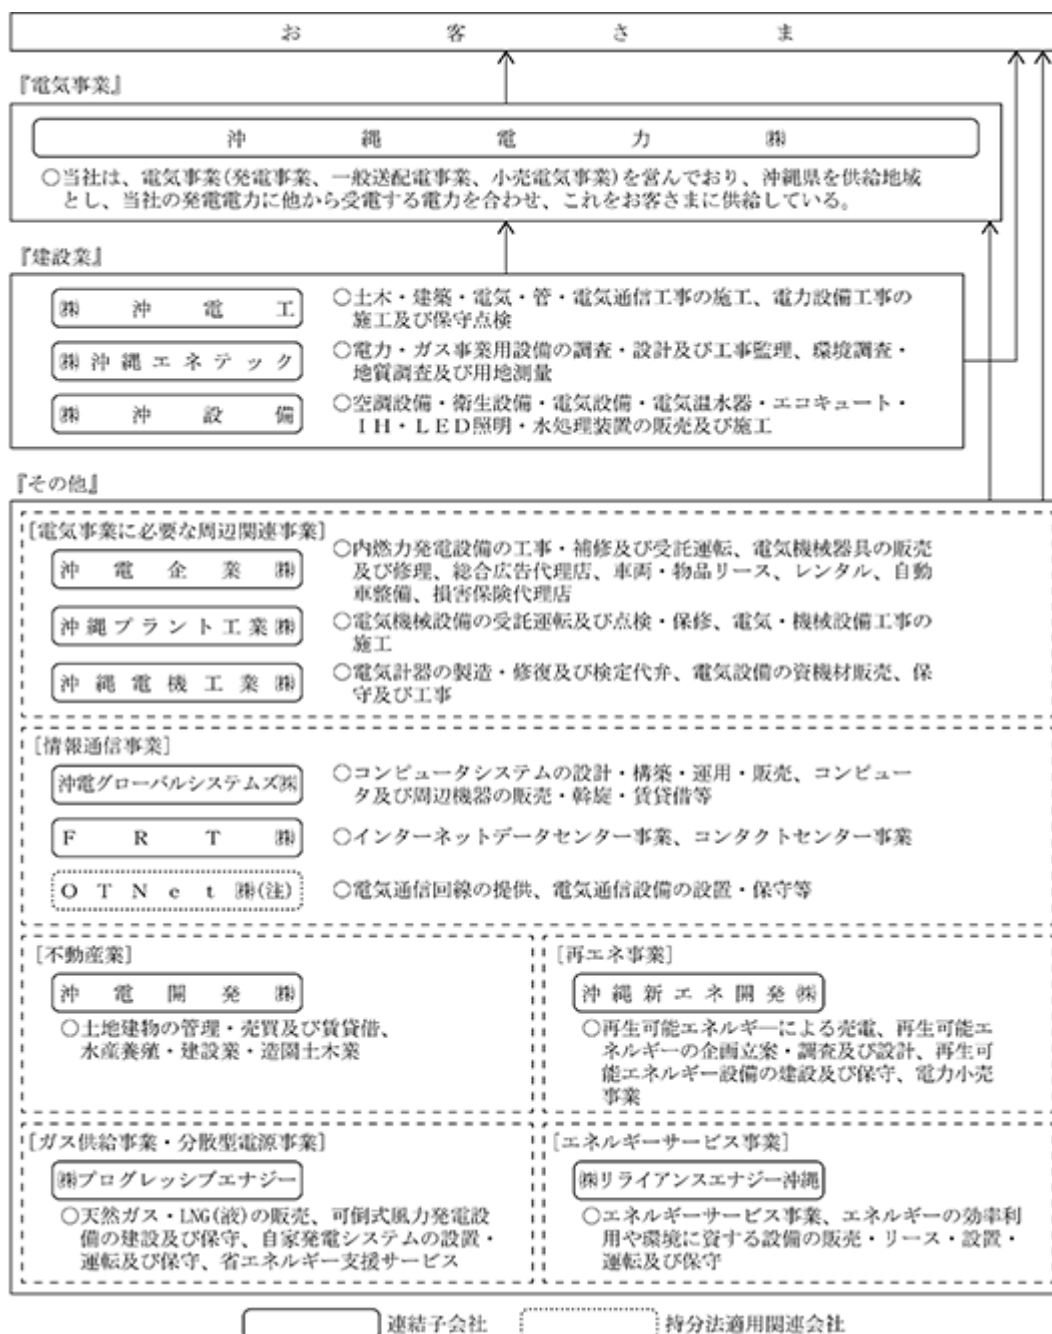 お客さま
『電気事業』
沖縄電力㈱
○当社は、電気事業(発電事業、一般送配電事業、小売電気事業)を営んでおり、沖縄県を供給地域
とし、当社の発電電力に他から受電する電力を合わせ、これをお客さまに供給している。
『建設業』
㈱沖電工
○土木・建築・電気・管・電気通信工事の施工、電力設備工事の
施工及び保守点検
㈱沖縄エネテック
○電力・ガス事業用設備の調査・設計及び工事監理、環境調査・
地質調査及び用地測量
㈱沖設備
○空調設備・衛生設備・電気設備・電気温水器・エコキュート・
IH・LED照明・水処理装置の販売及び施工
『その他』
[電気事業に必要な周辺関連事業]
沖電企業㈱
○内燃力発電設備の工事・補修及び受託運転、電気機械器具の販売
及び修理、総合広告代理店、車両・物品リース、レンタル、自動
車整備、損害保険代理店
沖縄プラント工業㈱
○電気機械設備の受託運転及び点検・保修、電気・機械設備工事の
施工
沖縄電機工業㈱
○電気計器の製造・修復及び検定代弁、電気設備の資機材販売、保
守及び工事
[情報通信事業]
沖電グローバルシステムズ㈱
○コンピュータシステムの設計・構築・運用・販売、コンピュー
タ及び周辺機器の販売・斡旋・賃貸借等
FRT㈱
○インターネットデータセンター事業、コンタクトセンター事業
OTNet㈱(注)
○電気通信回線の提供、電気通信設備の設置・保守等
[不動産業]
沖電開発㈱
○土地建物の管理・売買及び賃貸借、
水産養殖・建設業・造園土木業
[再エネ事業]
沖縄新エネ開発㈱
○再生可能エネルギーによる売電、再生可能エ
ネルギーの企画立案・調査及び設計、再生可
能エネルギー設備の建設及び保守、電力小売
事業
[ガス供給事業・分散型電源事業]
㈱プログレッシブエナジー
○天然ガス・LNG(液)の販売、可倒式風力発電設
備の建設及び保守、自家発電システムの設置・
運転及び保守、省エネルギー支援サービス
[エネルギーサービス事業]
㈱リライアンスエナジー沖縄
○エネルギーサービス事業、エネルギーの効率利
用や環境に資する設備の販売・リース・設置・
運転及び保守
連結子会社
持分法適用関連会社